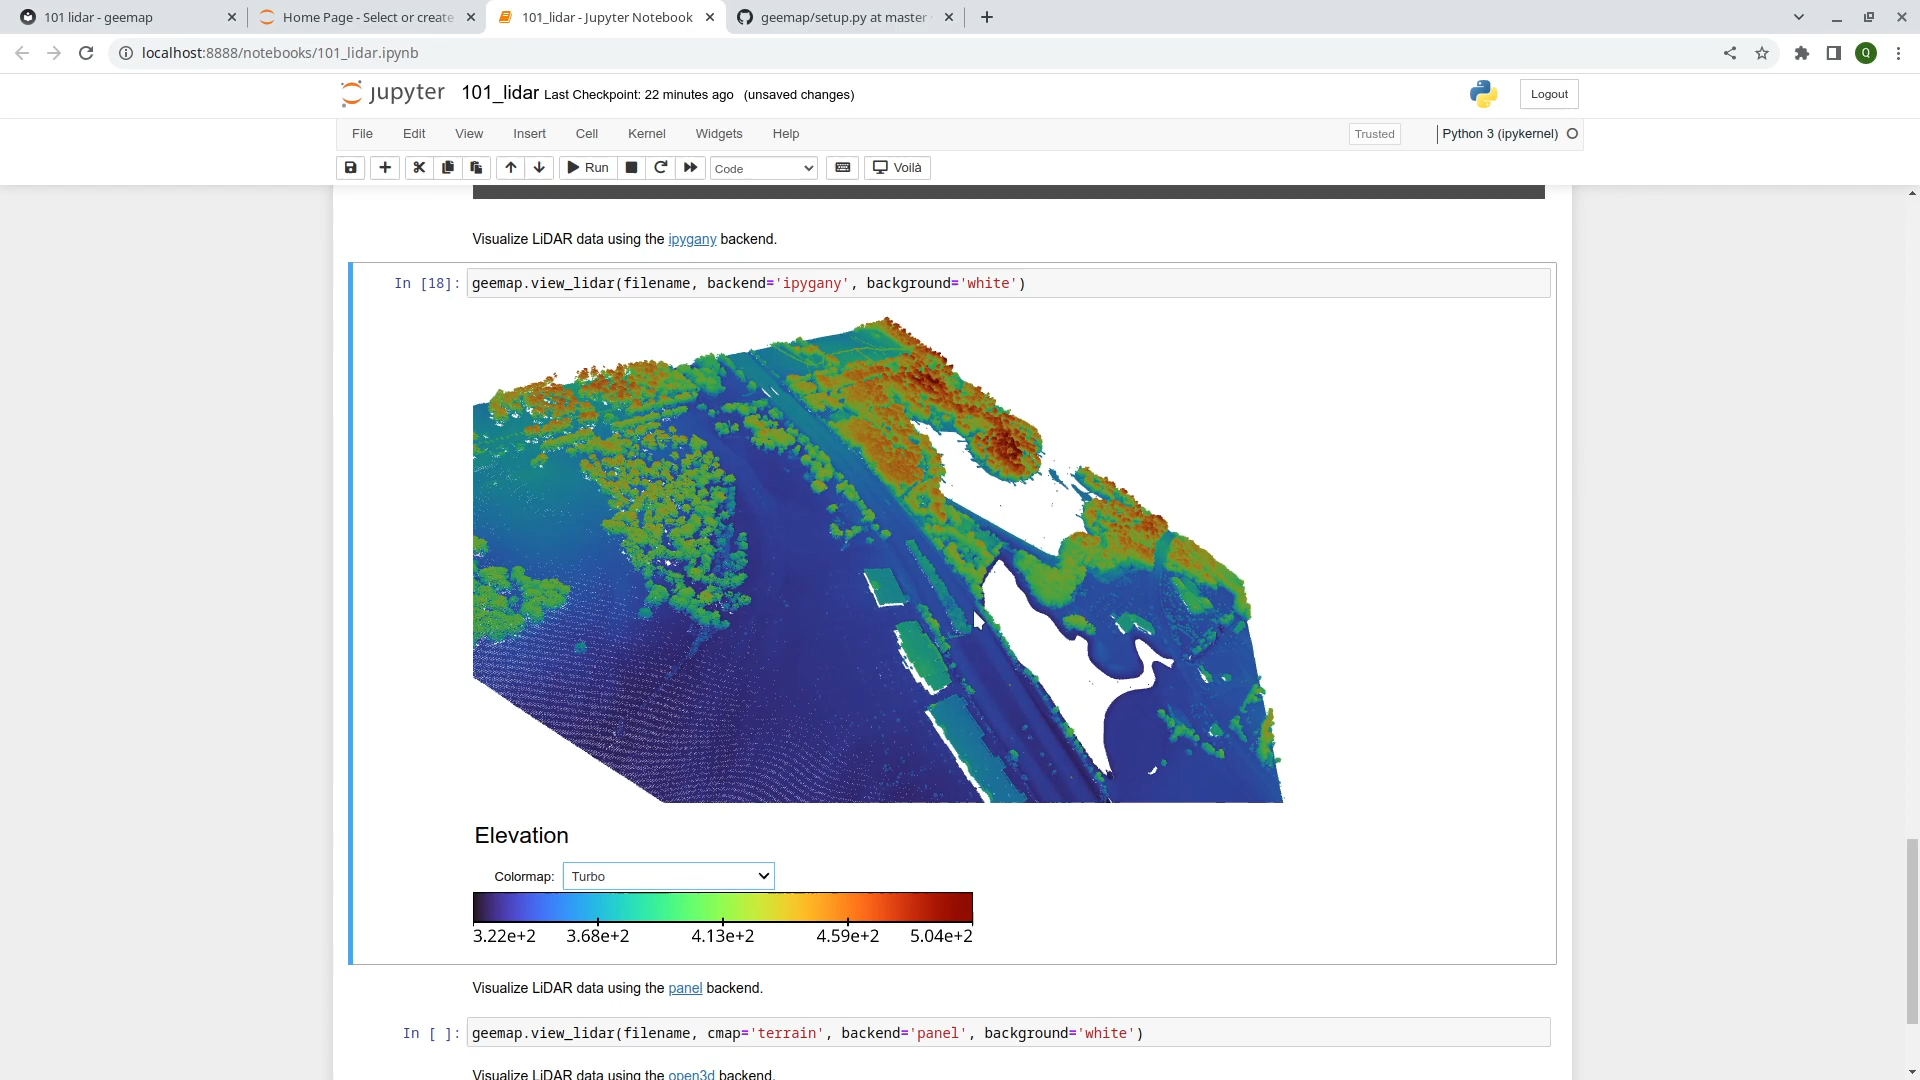 101 lidar - geemap
Home Page - Select or create
101_lidar - Jupyter Notebook
geemap/setup.py at master
localhost:8888/notebooks/101_lidar.ipynb
Q
jupyter 101_lidar Last Checkpoint: 22 minutes ago (unsaved changes)
Logout
File Edit View Insert Cell Kernel Widgets Help
Trusted
Python 3 (ipykernel)
Run
Code
Voilà
Visualize LiDAR data using the ipygany backend.
In [18]: geemap.view_lidar(filename, backend='ipygany', background='white')
Elevation
Colormap: Turbo
3.22e+2 3.68e+2 4.13e+2 4.59e+2 5.04e+2
Visualize LiDAR data using the panel backend.
In [ ]: geemap.view_lidar(filename, cmap='terrain', backend='panel', background='white')
Visualize LiDAR data using the open3d backend.